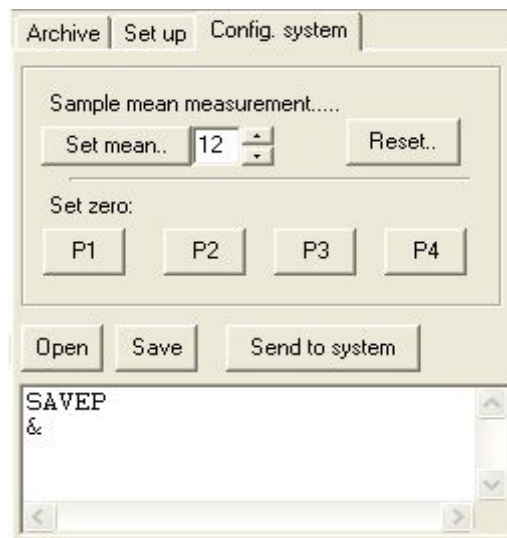 Archive Set up Config. system
Sample mean measurement.....
Set mean.. 12 Reset..
Set zero:
P1 P2 P3 P4
Open Save Send to system
SAVEP
&